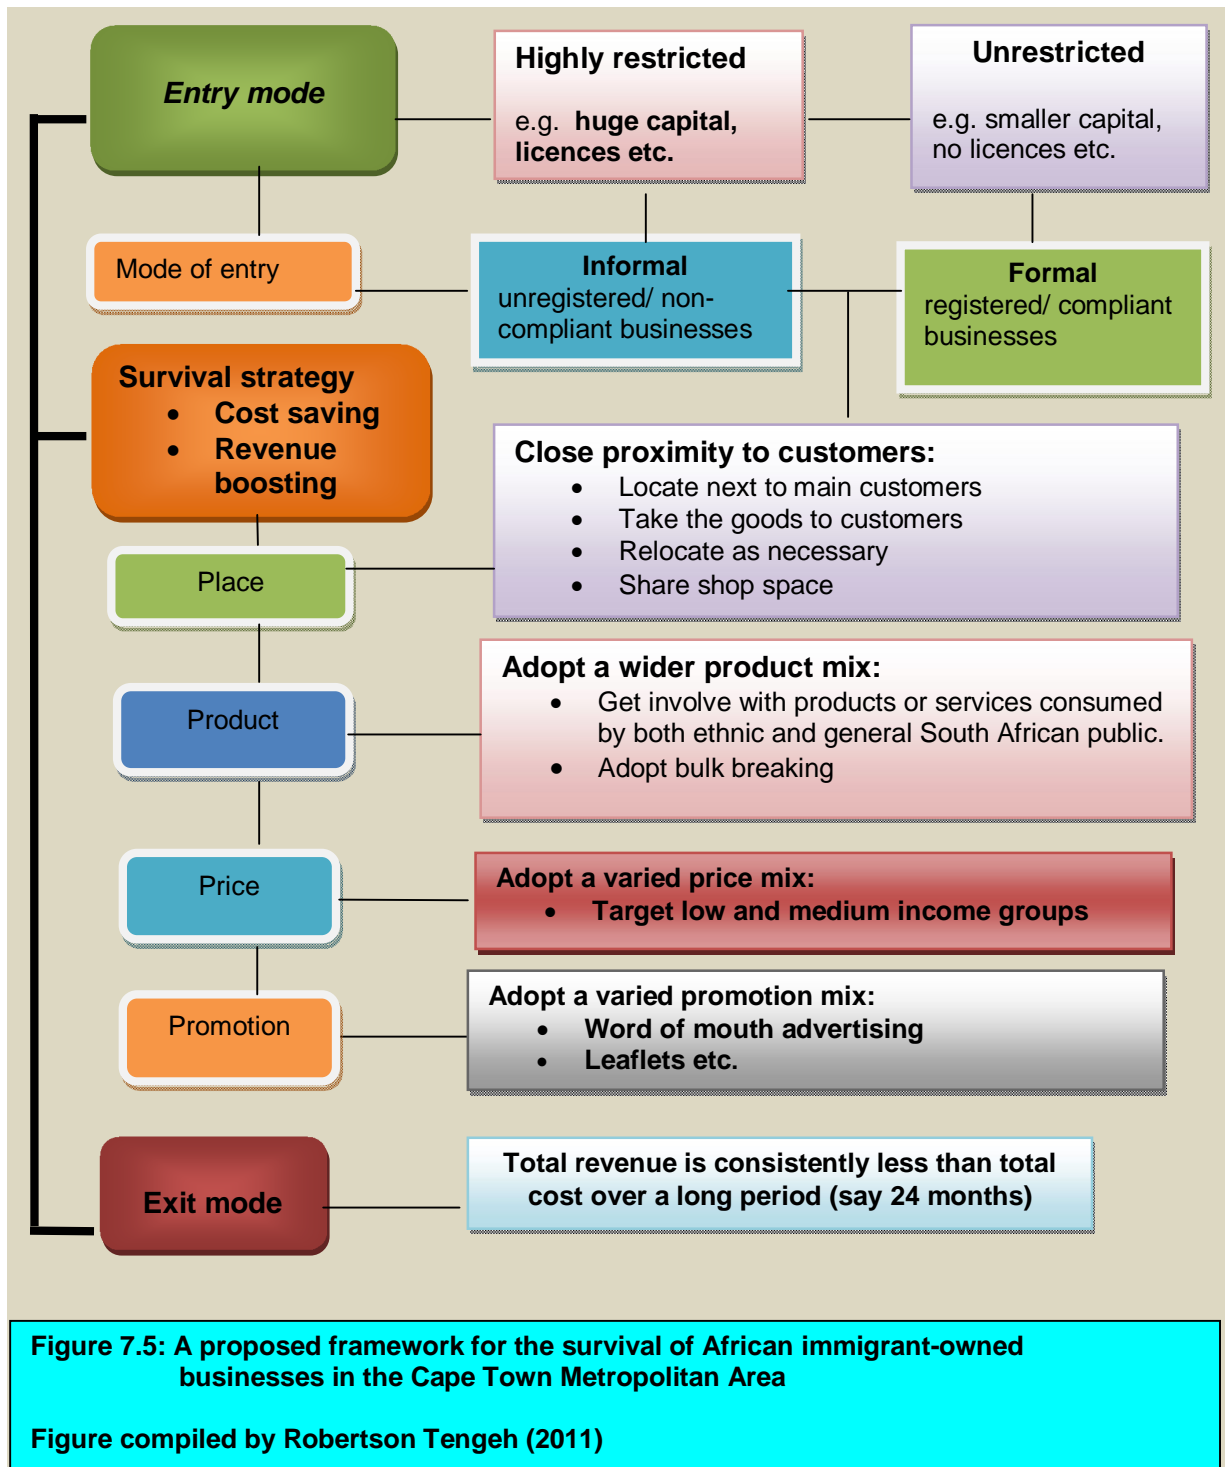 Entry mode
Highly restricted
e.g. huge capital,
licences etc.
Unrestricted
e.g. smaller capital,
no licences etc.
Mode of entry
Informal
unregistered/ non-
compliant businesses
Formal
registered/ compliant
businesses
Survival strategy
• Cost saving
• Revenue
boosting
Close proximity to customers:
• Locate next to main customers
• Take the goods to customers
• Relocate as necessary
• Share shop space
Place
Adopt a wider product mix:
• Get involve with products or services consumed
by both ethnic and general South African public.
• Adopt bulk breaking
Product
Price
Adopt a varied price mix:
• Target low and medium income groups
Promotion
Adopt a varied promotion mix:
• Word of mouth advertising
• Leaflets etc.
Exit mode
Total revenue is consistently less than total
cost over a long period (say 24 months)
Figure 7.5: A proposed framework for the survival of African immigrant-owned
businesses in the Cape Town Metropolitan Area
Figure compiled by Robertson Tengeh (2011)